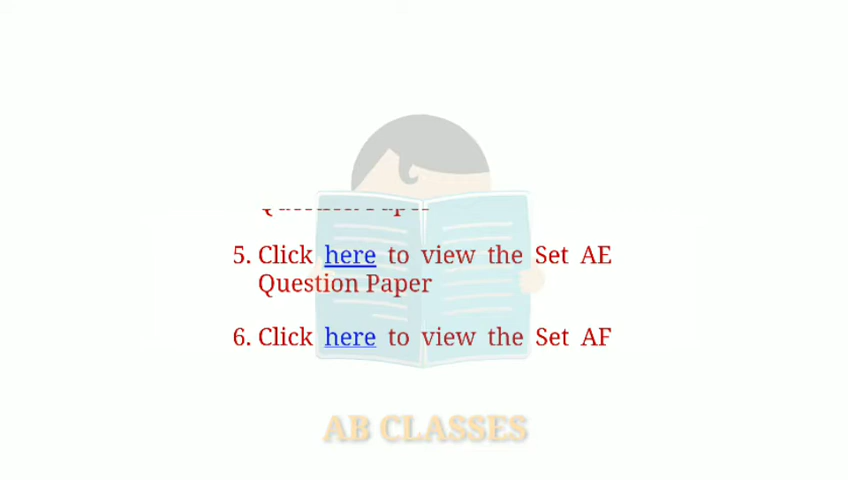 5. Click here to view the Set AE
Question Paper
6. Click here to view the Set AF
AB CLASSES